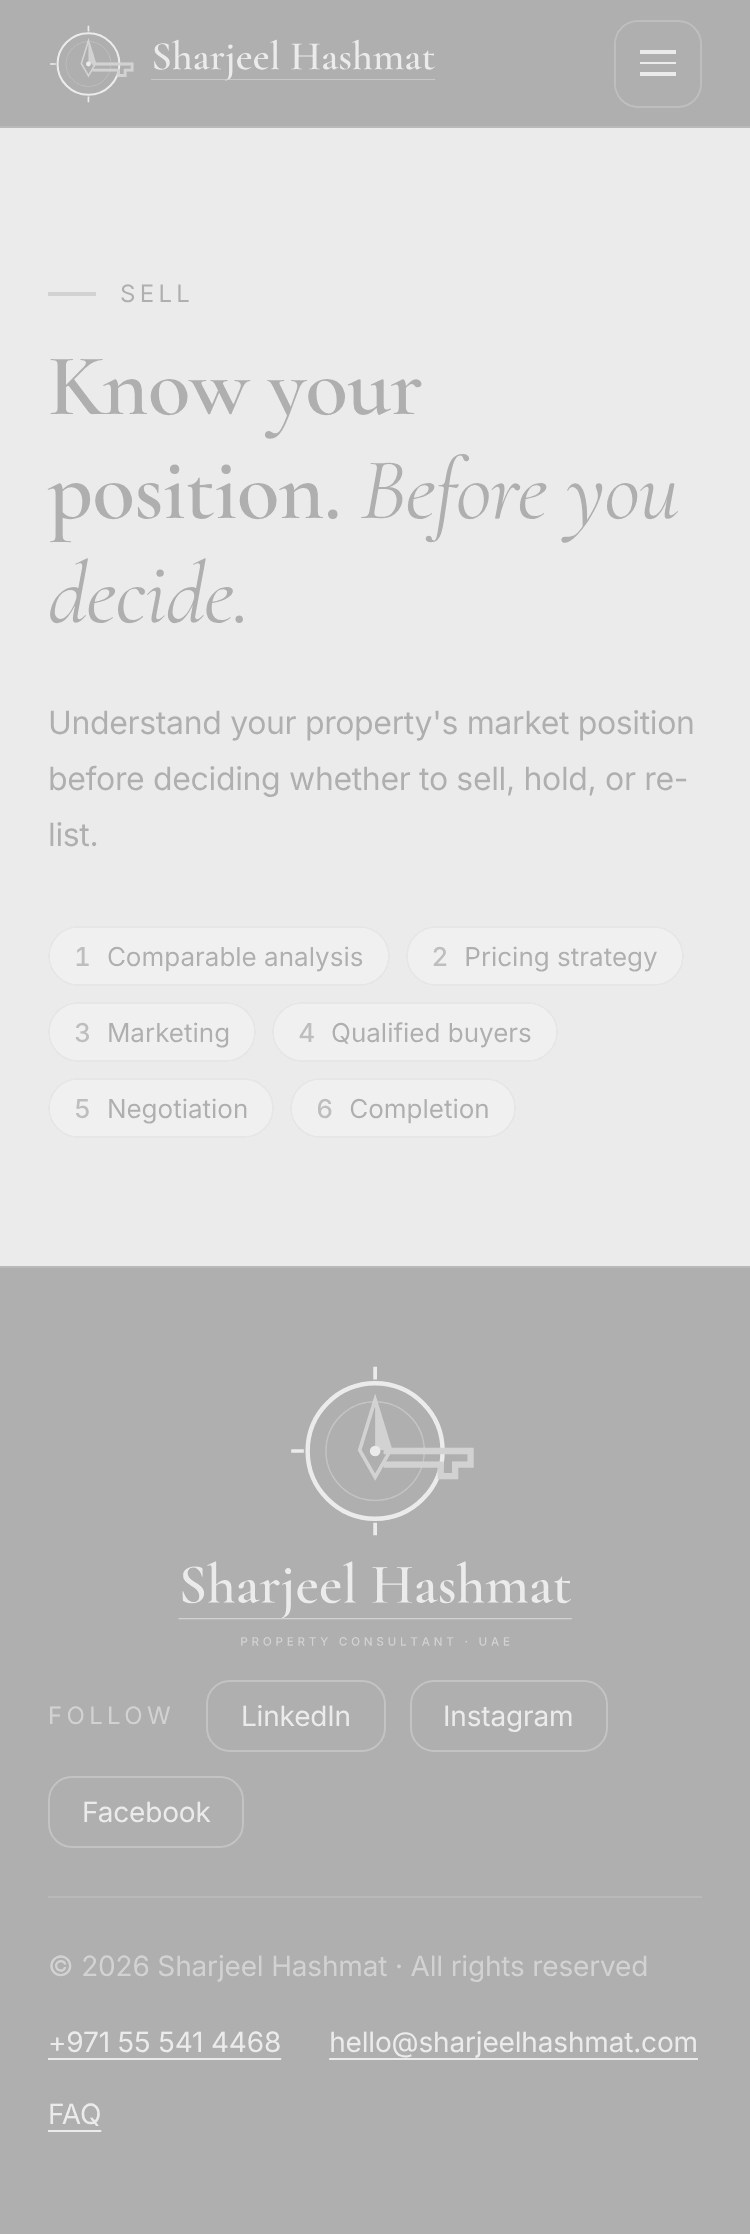 Sharjeel Hashmat
SELL
Know your
position. Before you
decide.
Understand your property's market position
before deciding whether to sell, hold, or re-
list.
1 Comparable analysis
2 Pricing strategy
3 Marketing
4 Qualified buyers
5 Negotiation
6 Completion
Sharjeel Hashmat
PROPERTY CONSULTANT · UAE
FOLLOW
LinkedIn
Instagram
Facebook
© 2026 Sharjeel Hashmat · All rights reserved
+971 55 541 4468
hello@sharjeelhashmat.com
FAQ